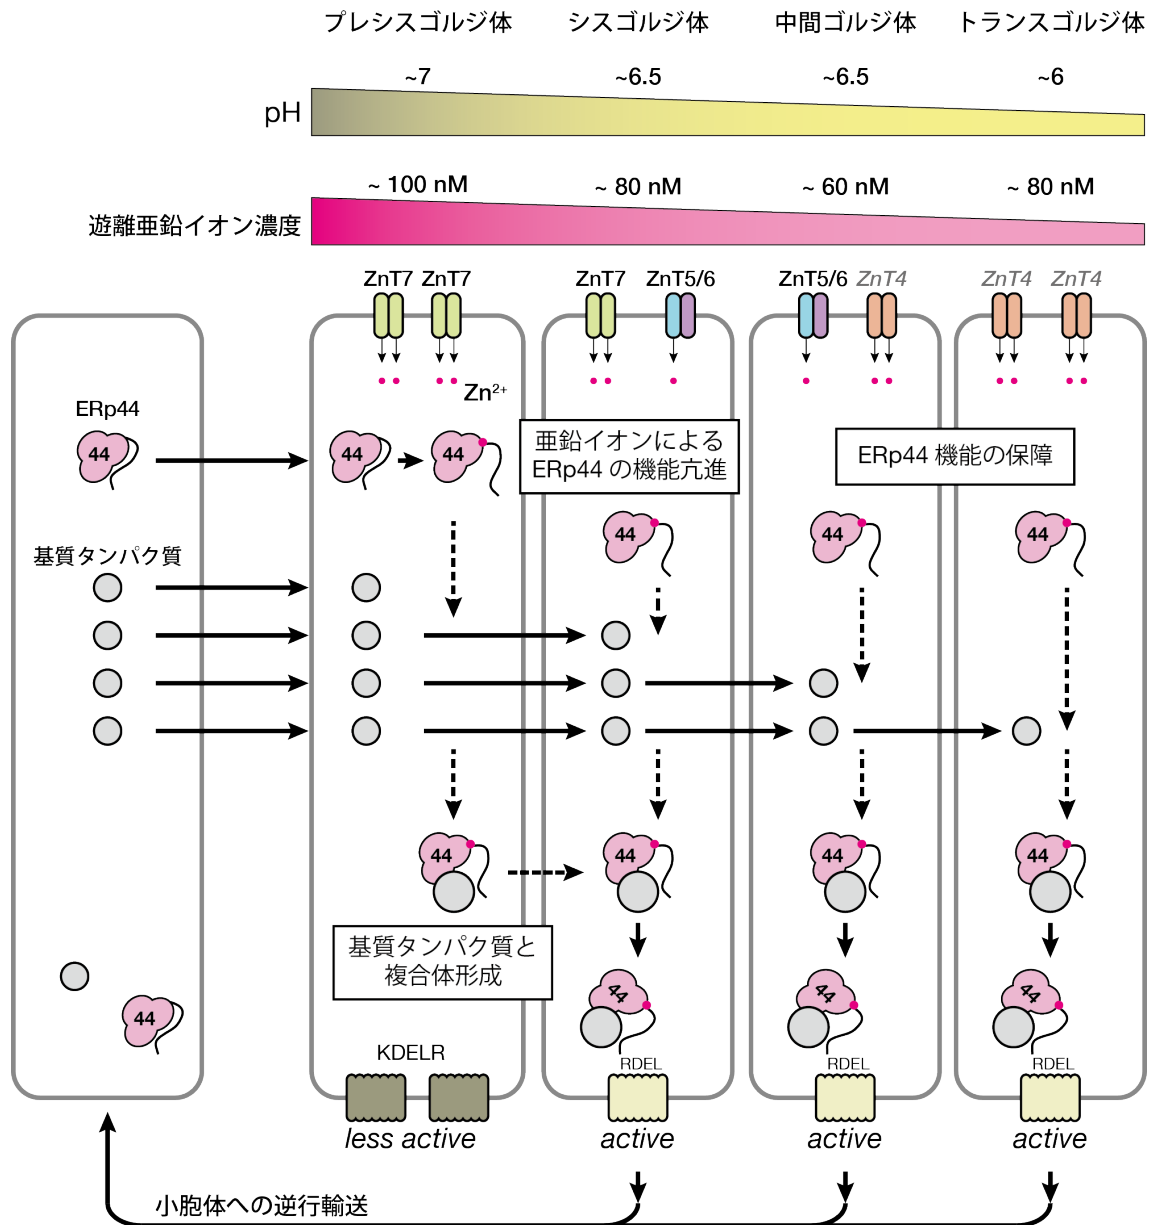 プレシスゴルジ体 シスゴルジ体 中間ゴルジ体 トランスゴルジ体
~7 ~6.5 ~6.5 ~6
pH
~ 100 nM ~ 80 nM ~ 60 nM ~ 80 nM
遊離亜鉛イオン濃度
ZnT7 ZnT7 ZnT7 ZnT5/6 ZnT5/6 ZnT4 ZnT4 ZnT4
Zn2+
ERp44
亜鉛イオンによる
ERp44 の機能亢進
ERp44 機能の保障
44 44 44
44 44 44
基質タンパク質
44 44 44 44
基質タンパク質と
複合体形成
44 44 44
44
KDELR
RDEL RDEL RDEL
less active active active active
小胞体への逆行輸送